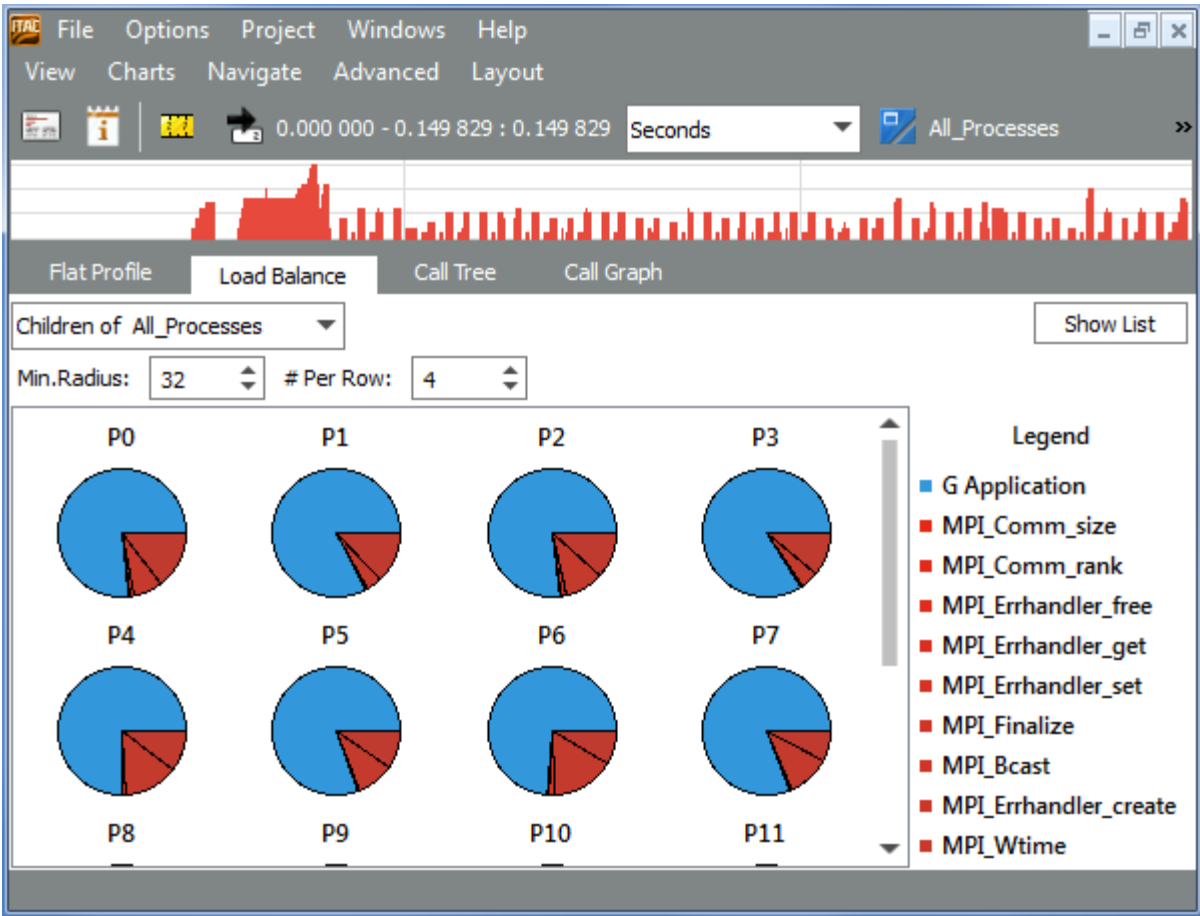 ITAC File Options Project Windows Help
View Charts Navigate Advanced Layout
i 2 0.000 000 - 0.149 829 : 0.149 829 Seconds All_Processes »
Flat Profile Load Balance Call Tree Call Graph
Children of All_Processes Show List
Min.Radius: 32 # Per Row: 4
P0 P1 P2 P3
P4 P5 P6 P7
P8 P9 P10 P11
Legend
G Application
MPI_Comm_size
MPI_Comm_rank
MPI_Errhandler_free
MPI_Errhandler_get
MPI_Errhandler_set
MPI_Finalize
MPI_Bcast
MPI_Errhandler_create
MPI_Wtime